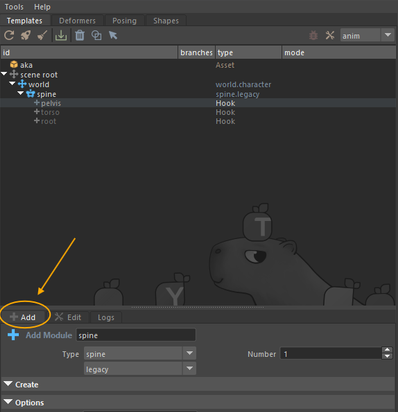 Tools Help
Templates Deformers Posing Shapes
anim
id branches type mode
aka Asset
scene root
world world.character
spine spine.legacy
pelvis Hook
torso Hook
root Hook
T
Y
Add Edit Logs
Add Module spine
Type spine Number 1
legacy
Create
Options